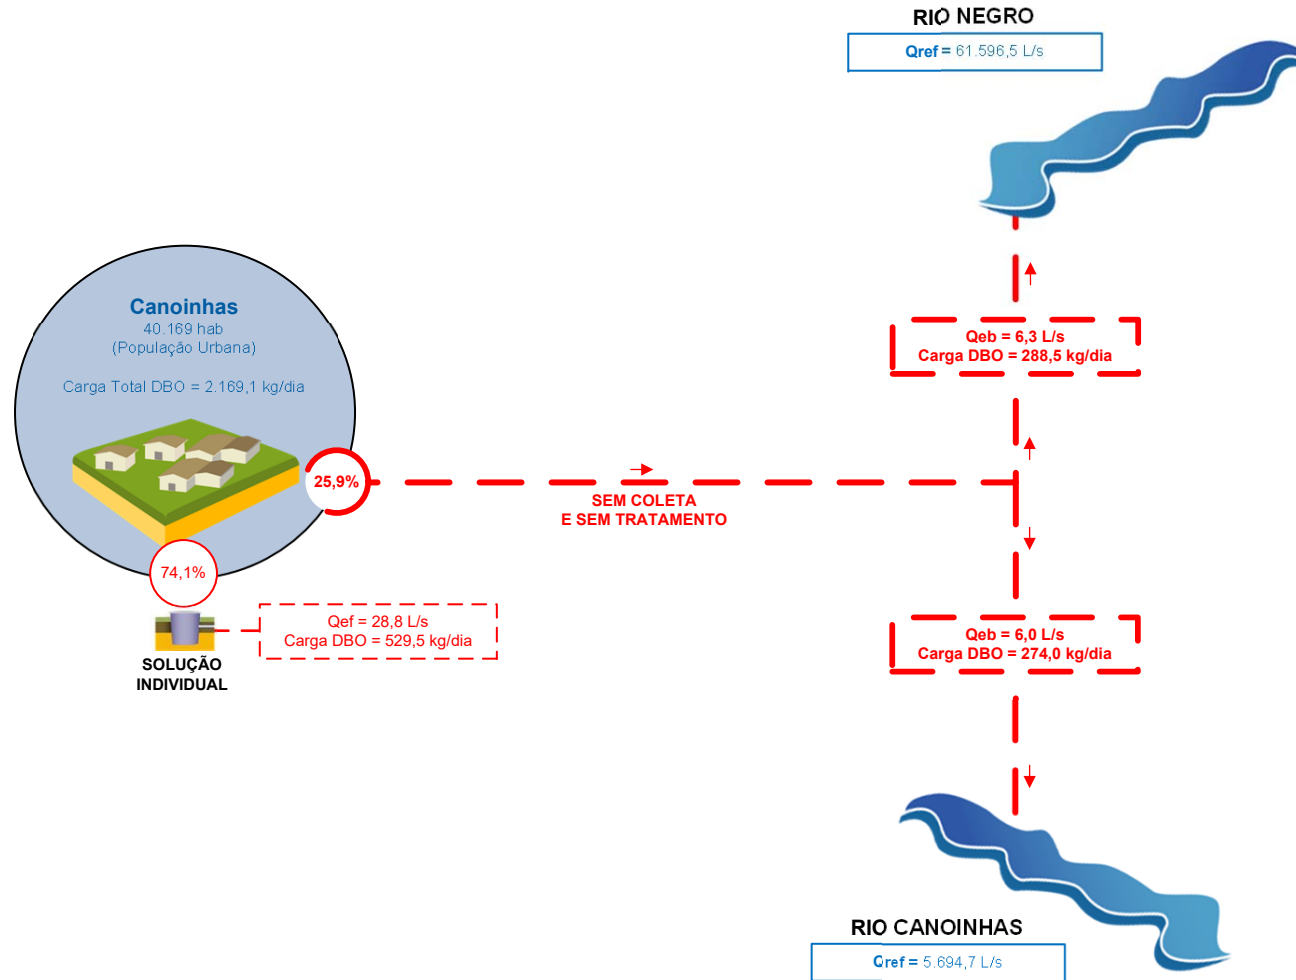 RIO NEGRO
Qref = 61.596,5 L/s
Canoinhas
40.169 hab
(População Urbana)
Carga Total DBO = 2.169,1 kg/dia
Qeb = 6,3 L/s
Carga DBO = 288,5 kg/dia
25,9%
SEM COLETA
E SEM TRATAMENTO
74,1%
Qef = 28,8 L/s
Carga DBO = 529,5 kg/dia
SOLUÇÃO
INDIVIDUAL
Qeb = 6,0 L/s
Carga DBO = 274,0 kg/dia
RIO CANOINHAS
Qref = 5.694,7 L/s